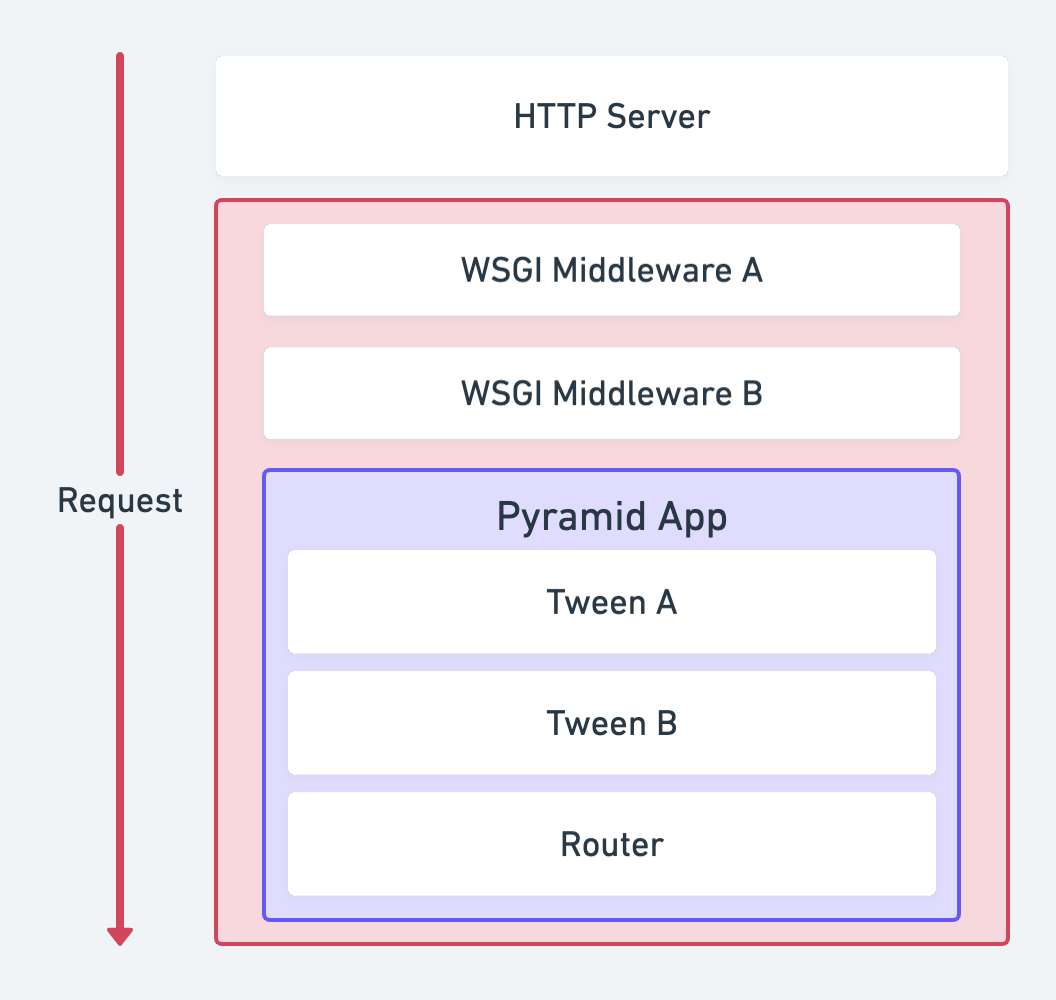 HTTP Server
WSGI Middleware A
WSGI Middleware B
Request
Pyramid App
Tween A
Tween B
Router